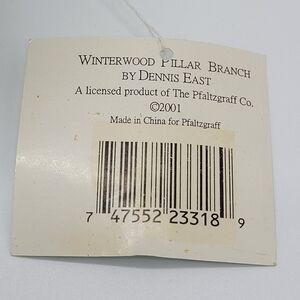 WINTERWOOD PILLAR BRANCH
BY DENNIS EAST
A licensed product of The Pfaltzgraff Co.
©2001
Made in China for Pfaltzgraff
7 47552 23318 9